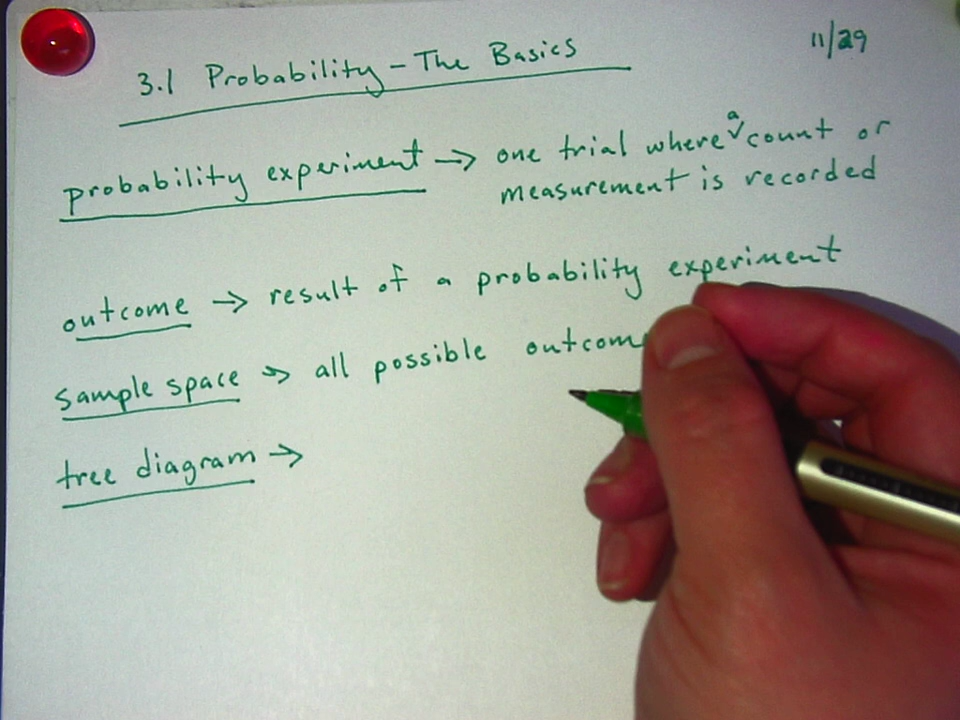 3.1 Probability - The Basics
11/29
probability experiment → one trial where a count or
measurement is recorded
outcome → result of a probability experiment
sample space → all possible
tree diagram →